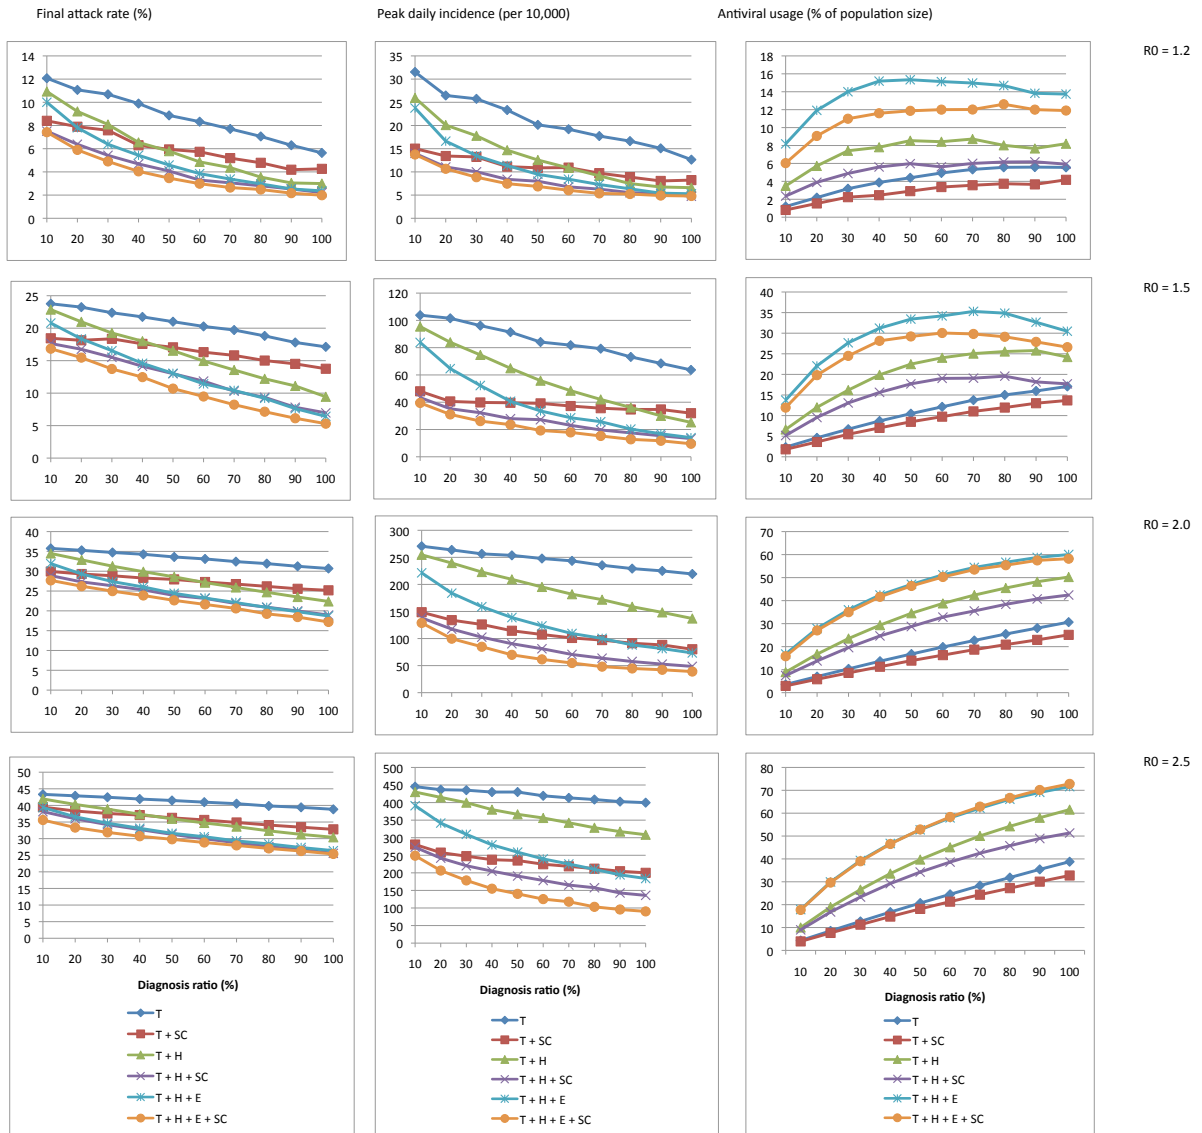 Final attack rate (%)
Peak daily incidence (per 10,000)
Antiviral usage (% of population size)
R0 = 1.2
14
12
10
8
6
4
2
0
10 20 30 40 50 60 70 80 90 100
35
30
25
20
15
10
5
0
10 20 30 40 50 60 70 80 90 100
18
16
14
12
10
8
6
4
2
0
10 20 30 40 50 60 70 80 90 100
R0 = 1.5
25
20
15
10
5
0
10 20 30 40 50 60 70 80 90 100
120
100
80
60
40
20
0
10 20 30 40 50 60 70 80 90 100
40
35
30
25
20
15
10
5
0
10 20 30 40 50 60 70 80 90 100
R0 = 2.0
40
35
30
25
20
15
10
5
0
10 20 30 40 50 60 70 80 90 100
300
250
200
150
100
50
0
10 20 30 40 50 60 70 80 90 100
70
60
50
40
30
20
10
0
10 20 30 40 50 60 70 80 90 100
R0 = 2.5
50
45
40
35
30
25
20
15
10
5
0
10 20 30 40 50 60 70 80 90 100
Diagnosis ratio (%)
T
T + SC
T + H
T + H + SC
T + H + E
T + H + E + SC
500
450
400
350
300
250
200
150
100
50
0
10 20 30 40 50 60 70 80 90 100
Diagnosis ratio (%)
T
T + SC
T + H
T + H + SC
T + H + E
T + H + E + SC
80
70
60
50
40
30
20
10
0
10 20 30 40 50 60 70 80 90 100
Diagnosis ratio (%)
T
T + SC
T + H
T + H + SC
T + H + E
T + H + E + SC